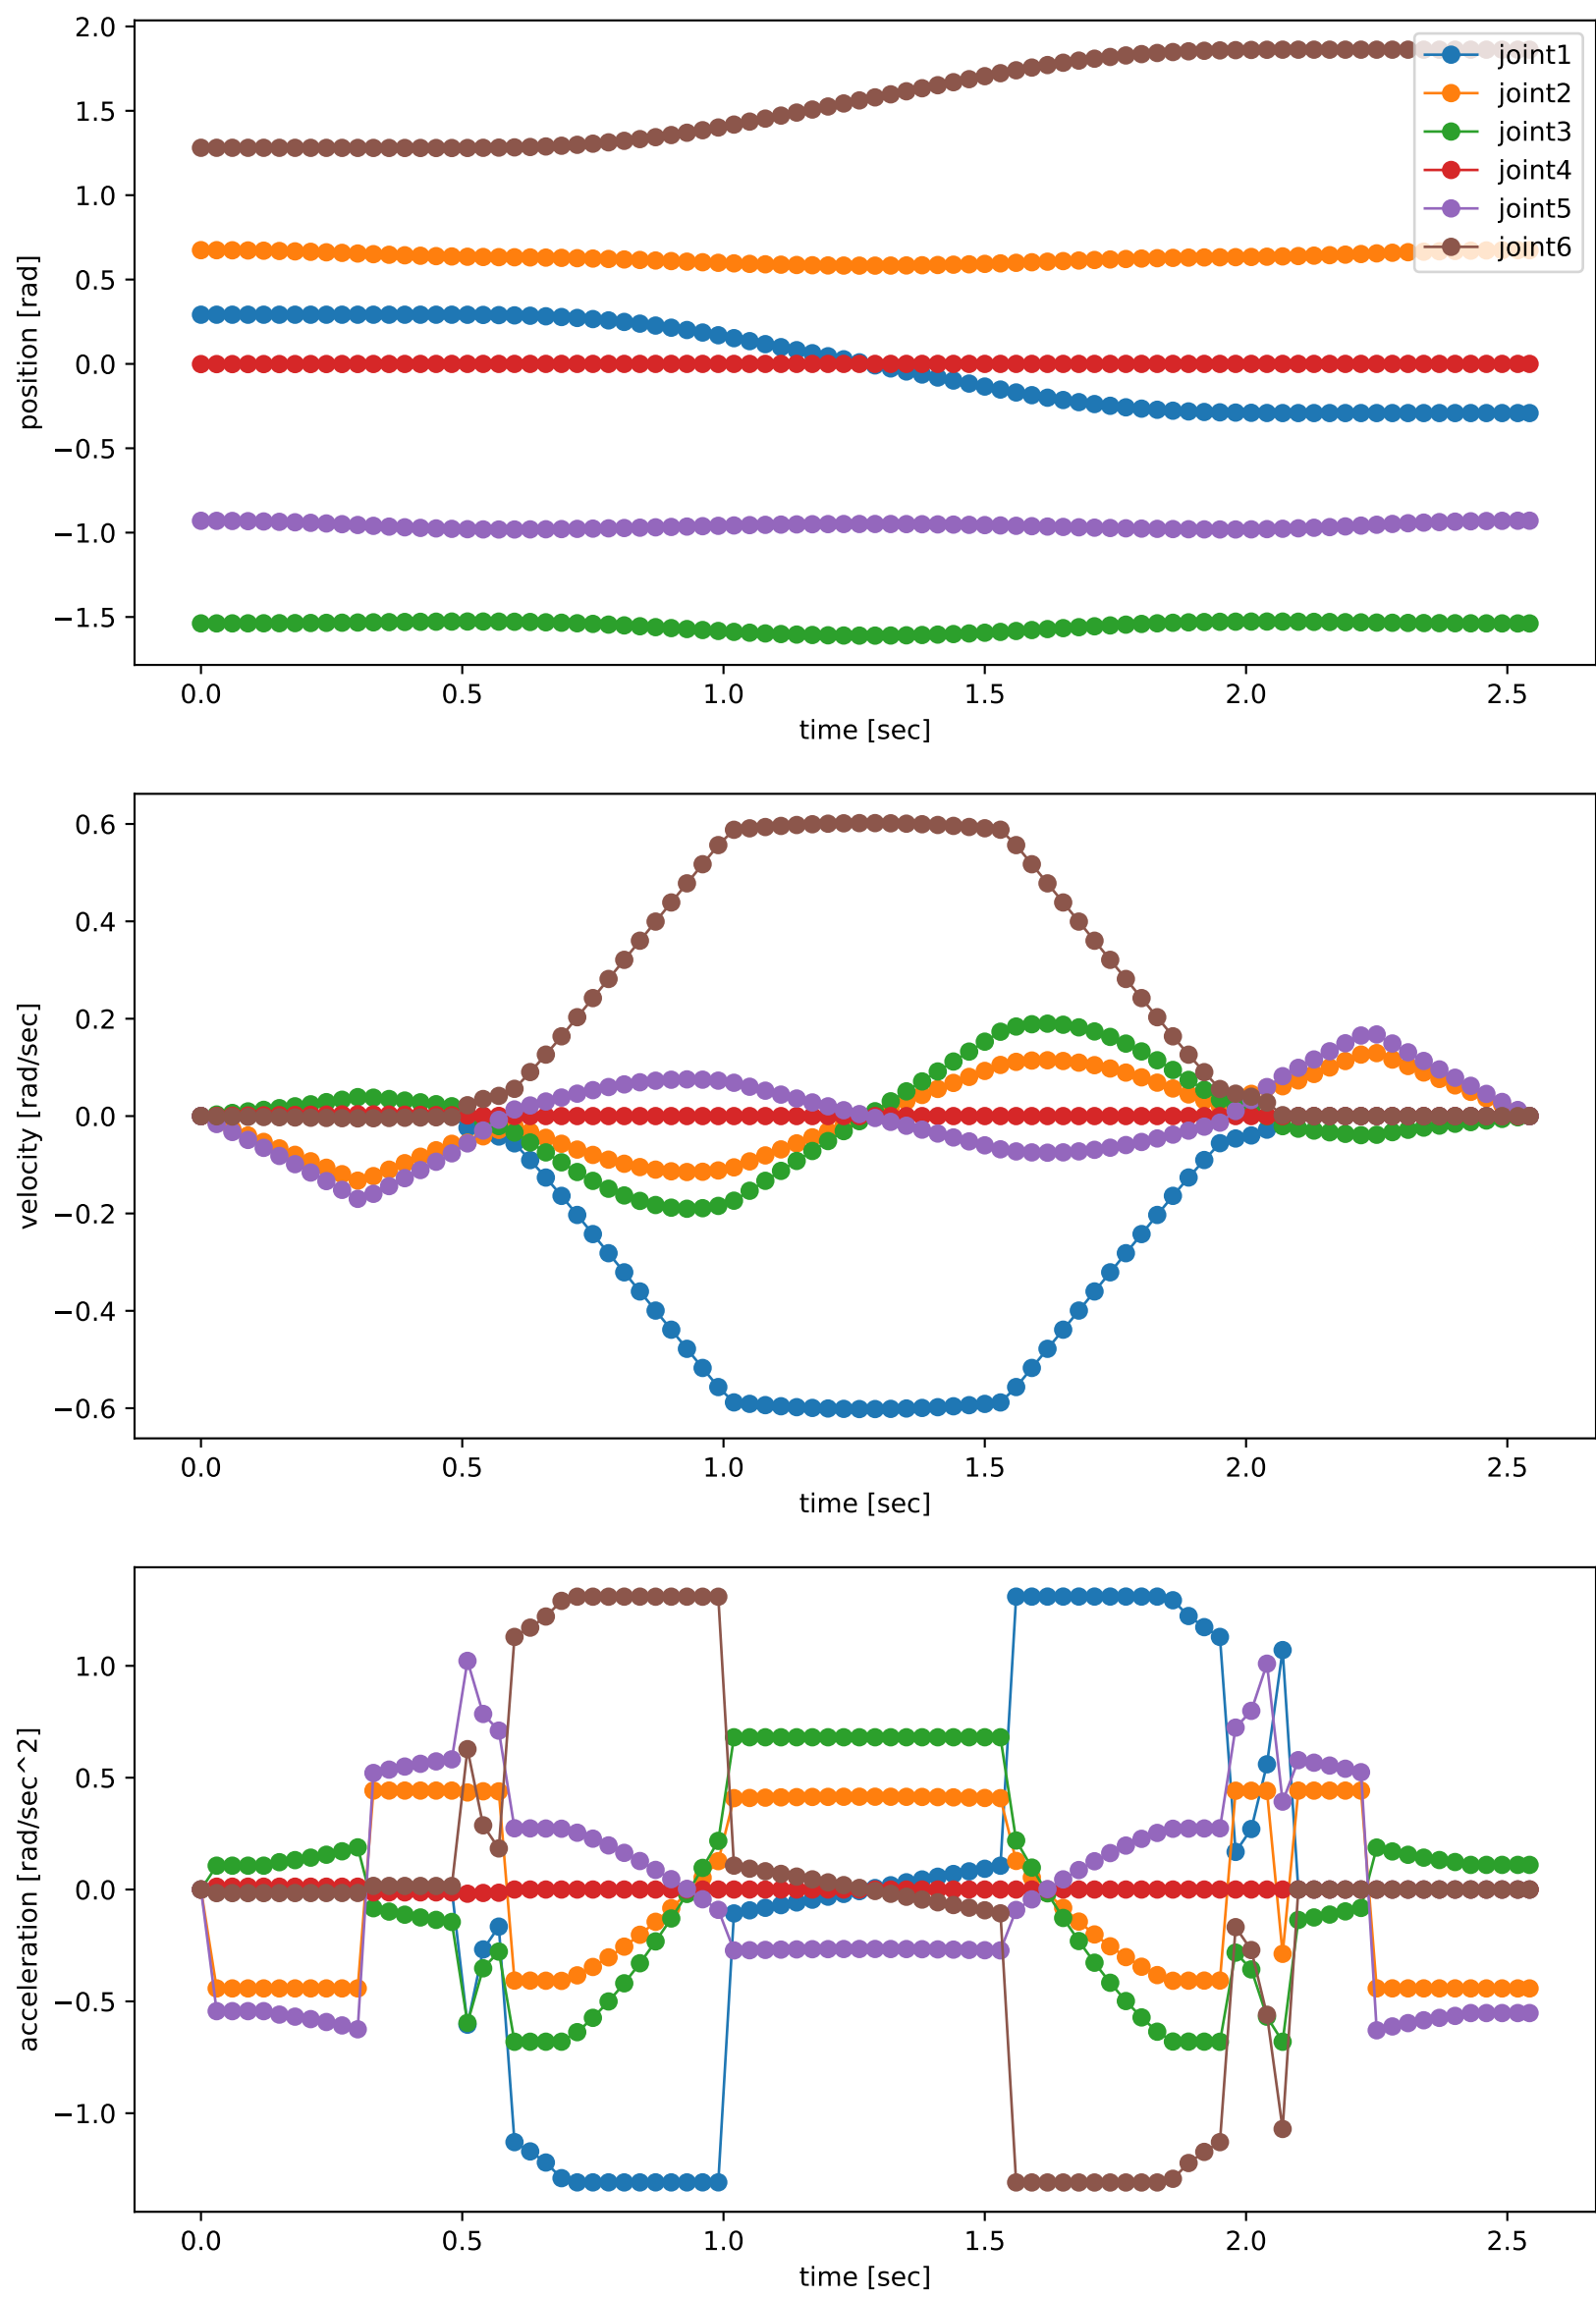 2.0
1.5
1.0
0.5
0.0
−0.5
−1.0
−1.5
position [rad]
joint1
joint2
joint3
joint4
joint5
joint6
0.0 0.5 1.0 1.5 2.0 2.5
time [sec]
0.6
0.4
0.2
0.0
−0.2
−0.4
−0.6
velocity [rad/sec]
0.0 0.5 1.0 1.5 2.0 2.5
time [sec]
1.0
0.5
0.0
−0.5
−1.0
acceleration [rad/sec^2]
0.0 0.5 1.0 1.5 2.0 2.5
time [sec]